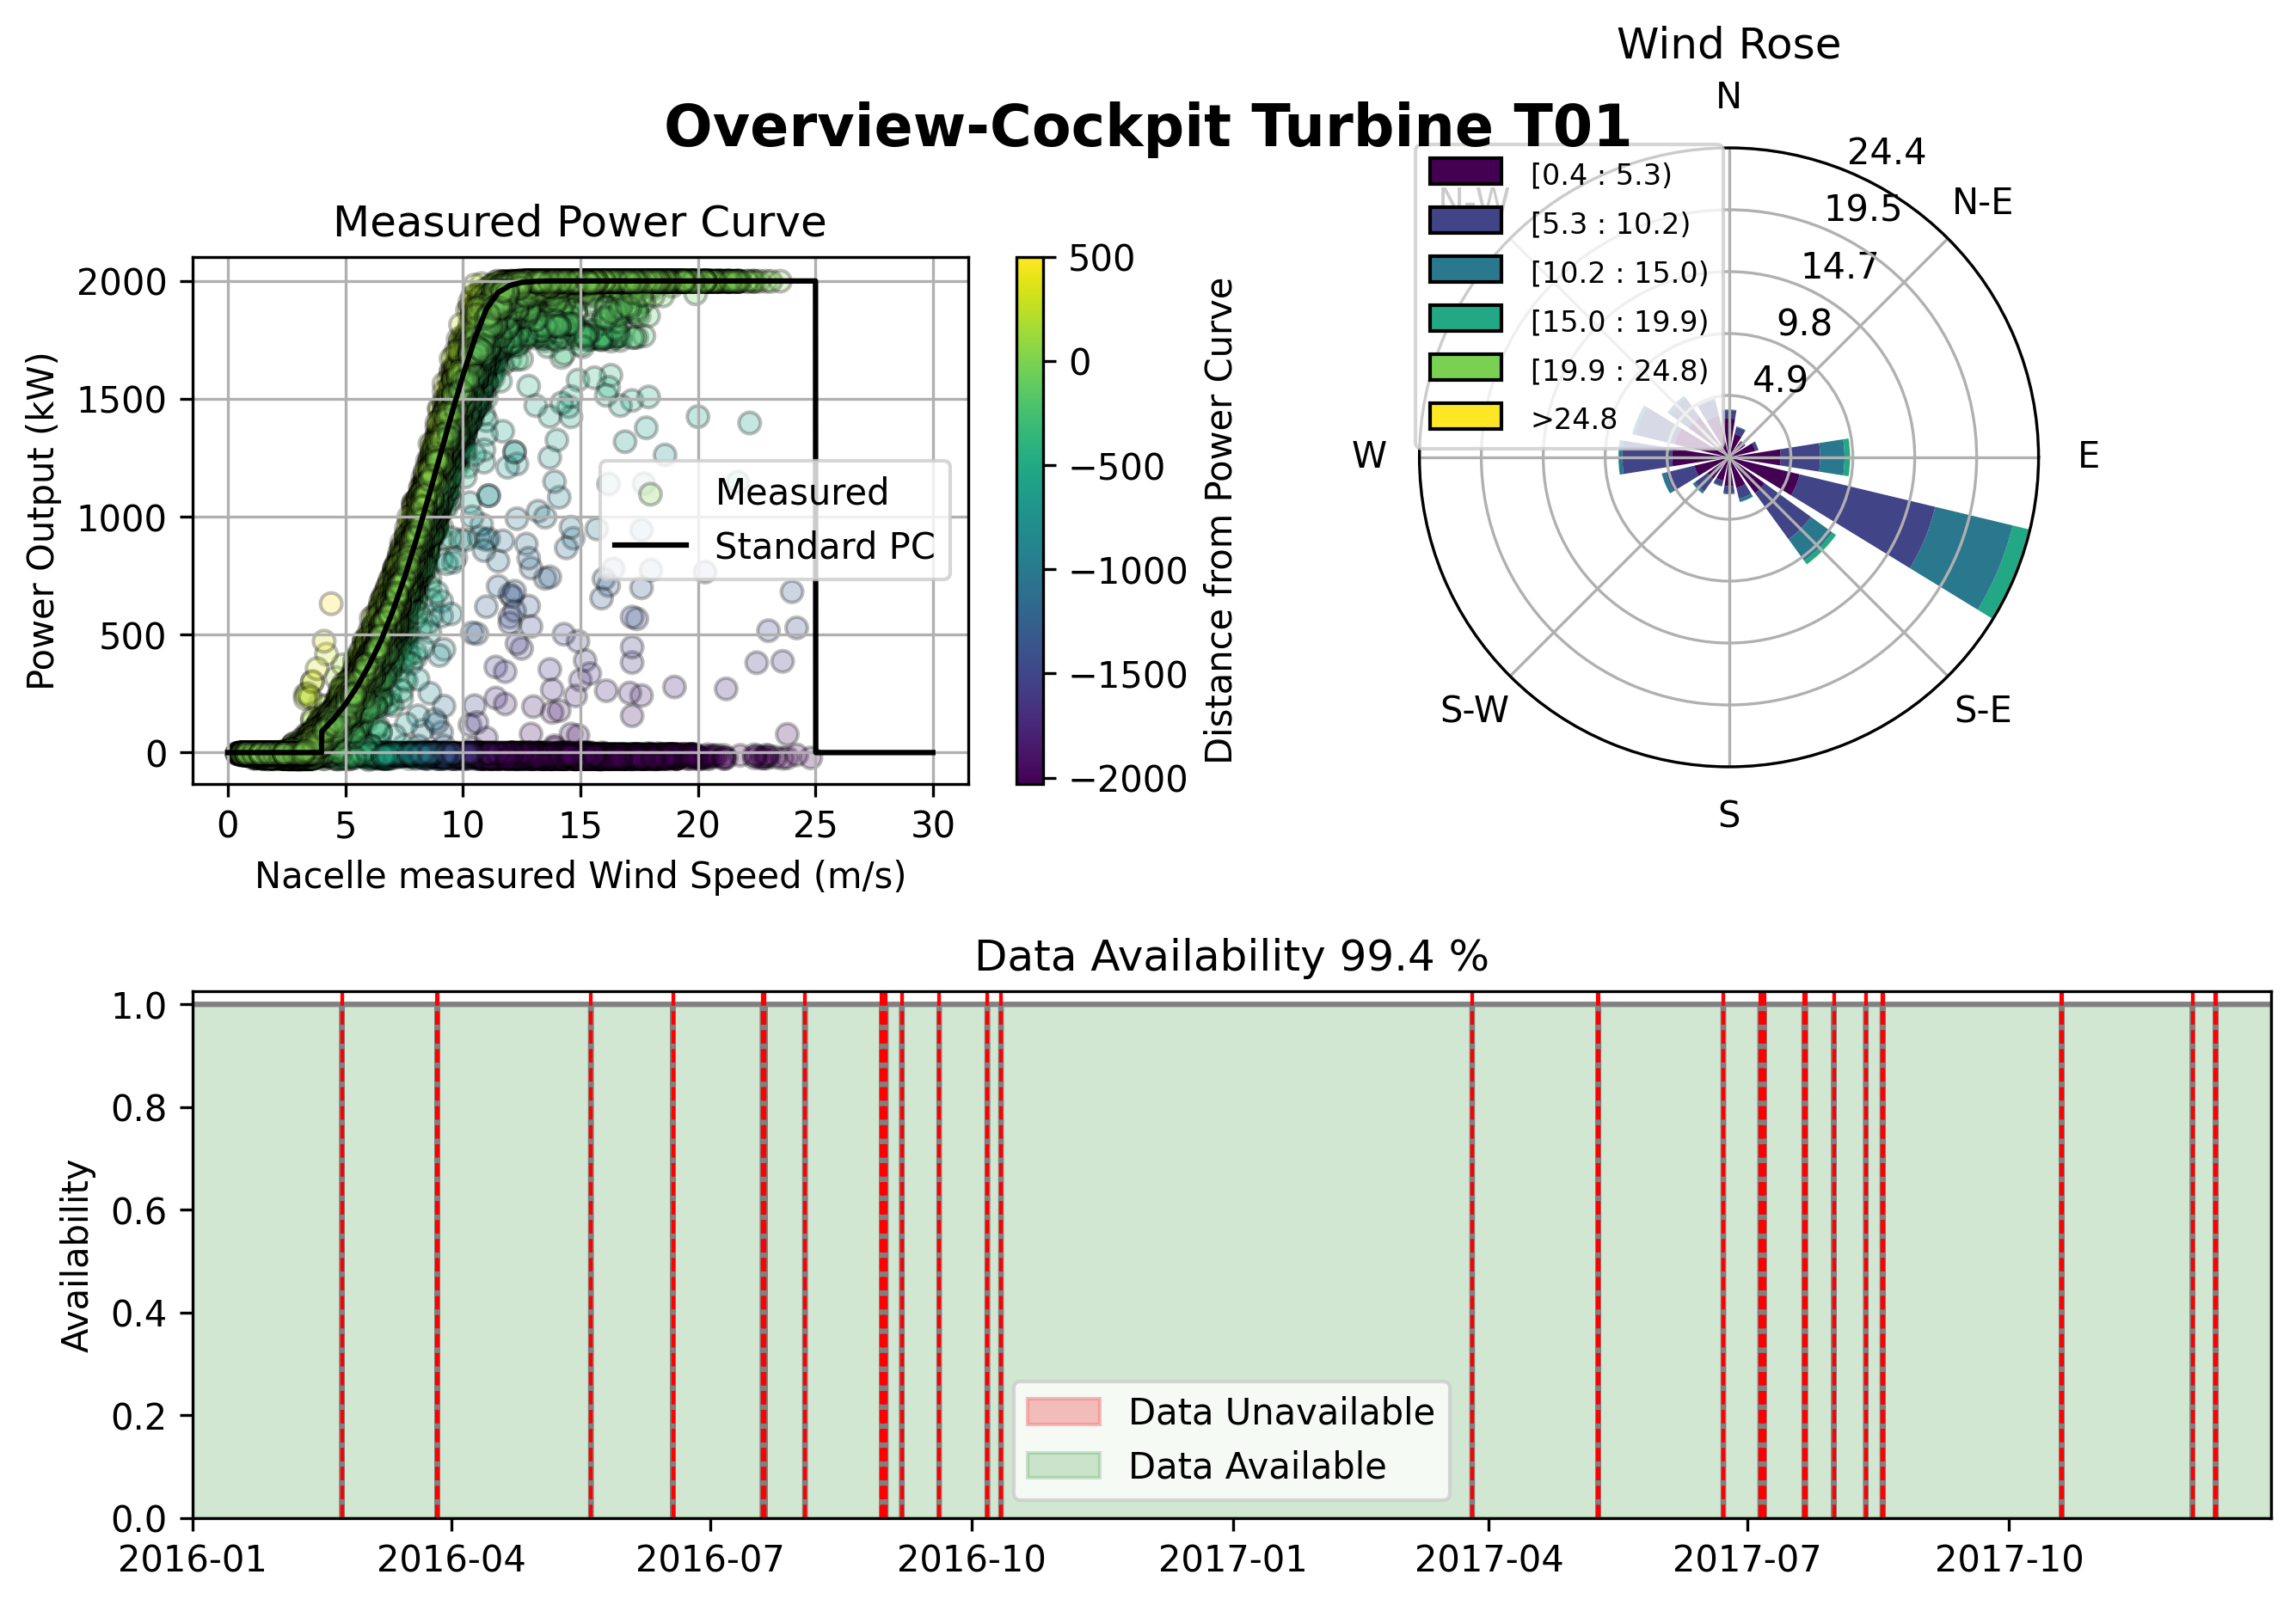 Wind Rose
N
Overview-Cockpit Turbine T01
24.4
N-E
19.5
14.7
9.8
4.9
E
S-E
S
S-W
W
N-W
[0.4 : 5.3)
[5.3 : 10.2)
[10.2 : 15.0)
[15.0 : 19.9)
[19.9 : 24.8)
>24.8
Measured Power Curve
2000
1500
1000
500
0
Power Output (kW)
Measured
Standard PC
0 5 10 15 20 25 30
Nacelle measured Wind Speed (m/s)
500
0
−500
−1000
−1500
−2000
Distance from Power Curve
Data Availability 99.4 %
1.0
0.8
0.6
0.4
0.2
0.0
Availability
Data Unavailable
Data Available
2016-01 2016-04 2016-07 2016-10 2017-01 2017-04 2017-07 2017-10